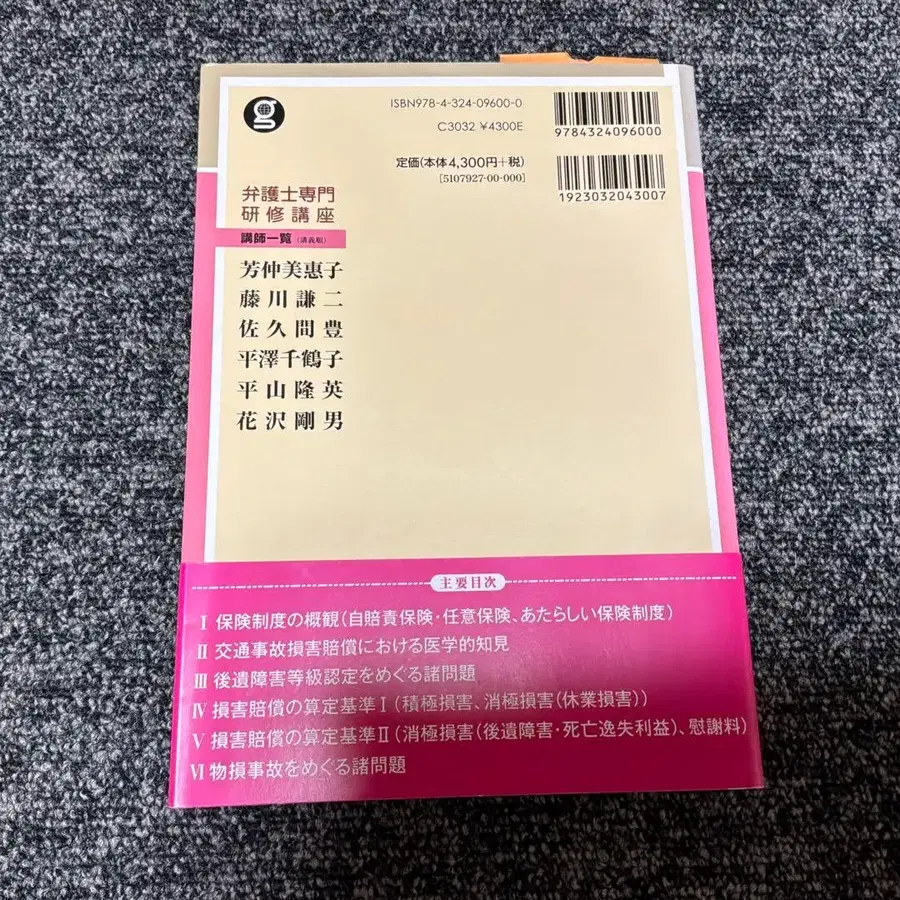 ISBN978-4-324-09600-0
C3032 ¥4300E
定価(本体4,300円+税)
[5107927-00-000]
9784324096000
1923032043007
弁護士専門
研修講座
講師一覧(講義順)
芳仲美惠子
藤川謙二
佐久間豊
平澤千鶴子
平山隆英
花沢剛男
主要目次
Ⅰ 保険制度の概観(自賠責保険・任意保険、あたらしい保険制度)
Ⅱ 交通事故損害賠償における医学的知見
Ⅲ 後遺障害等級認定をめぐる諸問題
Ⅳ 損害賠償の算定基準Ⅰ(積極損害、消極損害(休業損害))
Ⅴ 損害賠償の算定基準Ⅱ(消極損害(後遺障害・死亡逸失利益)、慰謝料)
Ⅵ 物損事故をめぐる諸問題